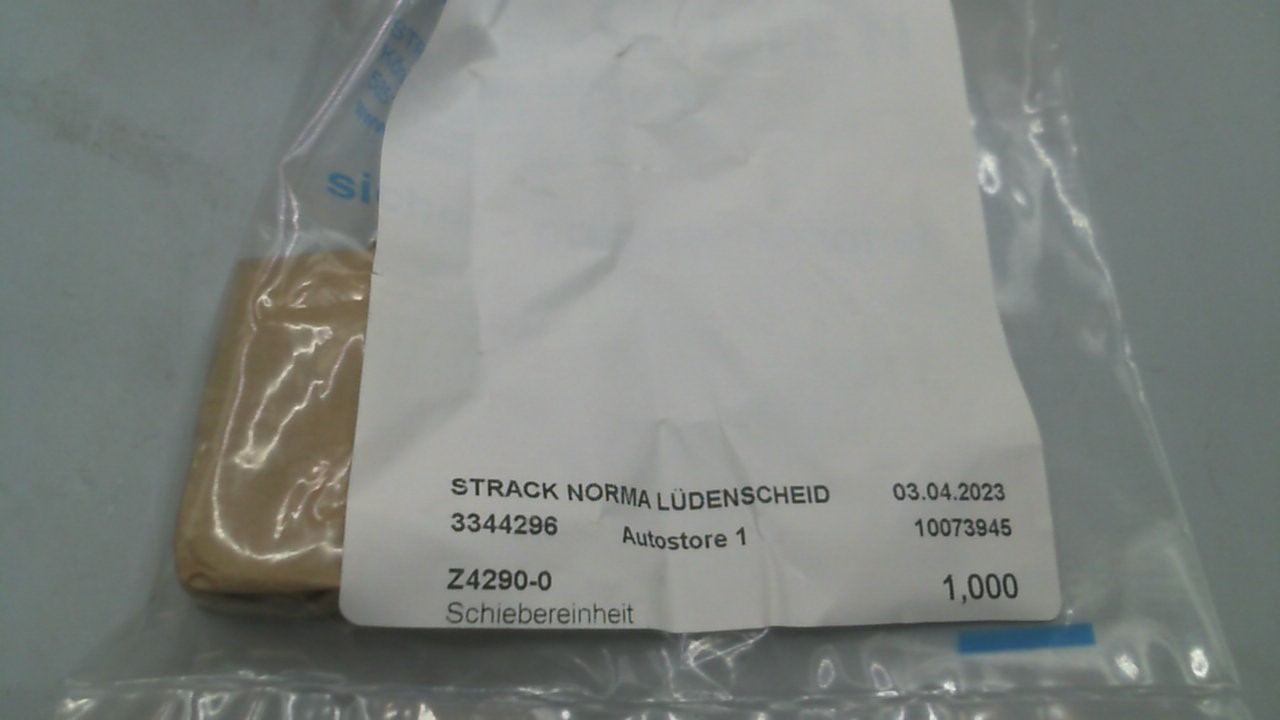 STRACK NORMA LÜDENSCHEID 03.04.2023
3344296 Autostore 1 10073945
Z4290-0 1,000
Schiebereinheit